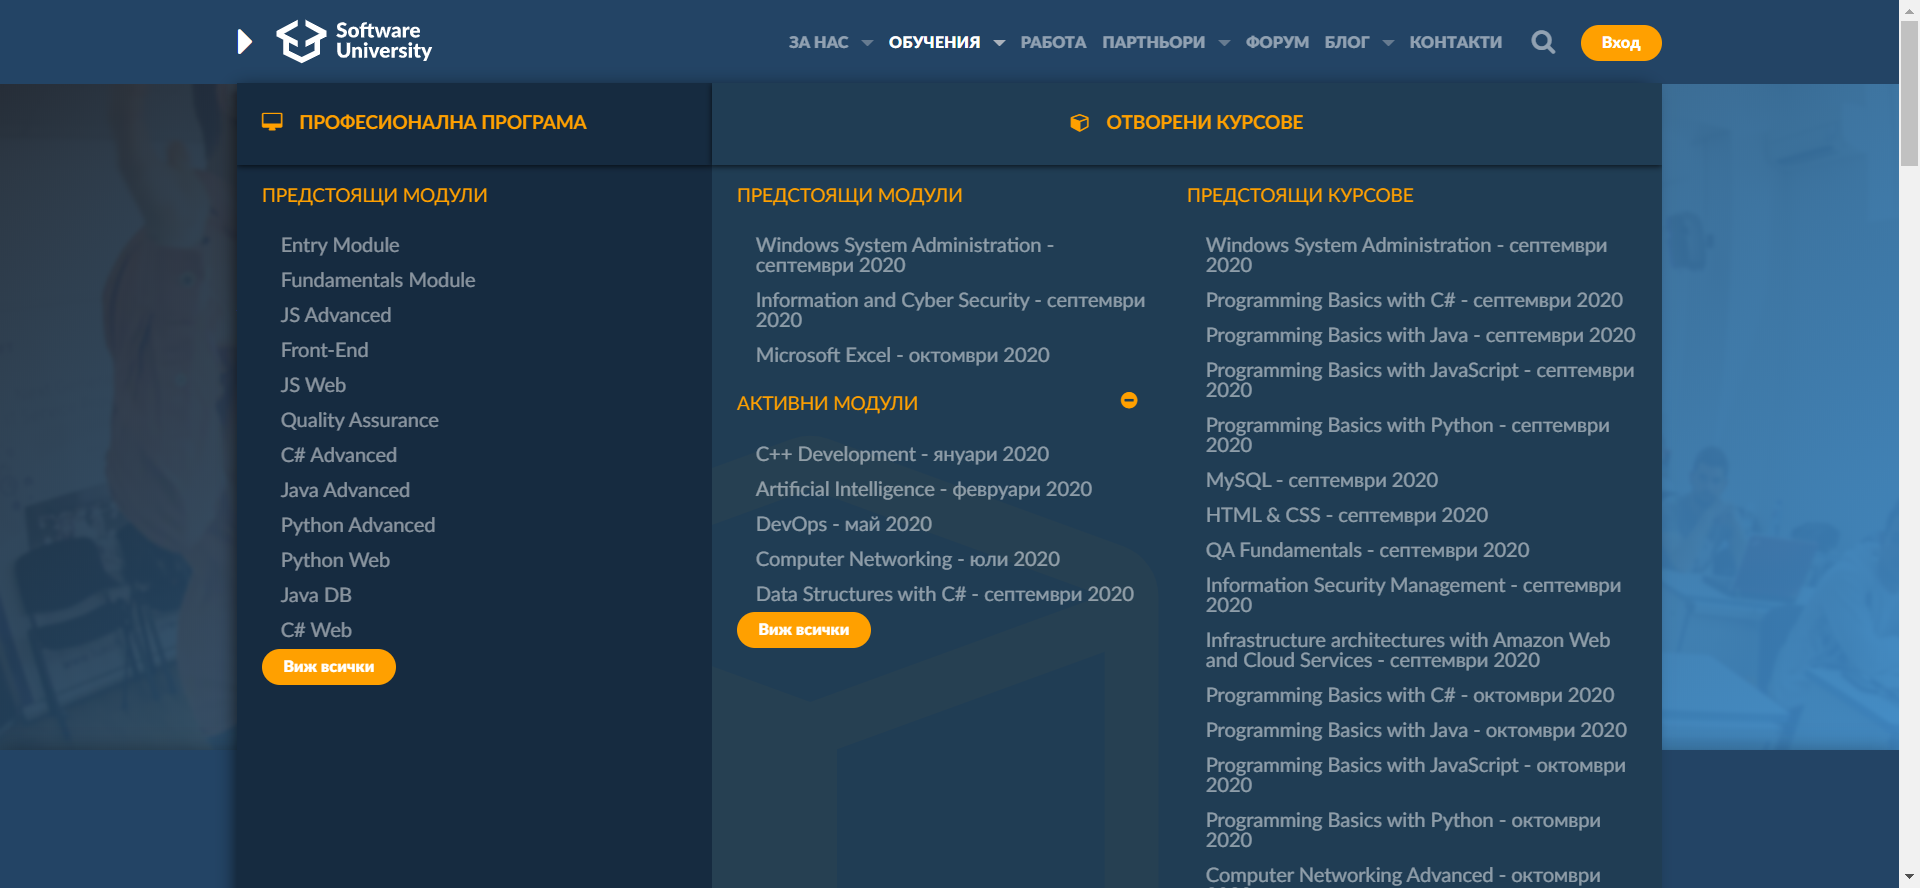 Software
University
ЗА НАС
ОБУЧЕНИЯ
РАБОТА
ПАРТНЬОРИ
ФОРУМ
БЛОГ
КОНТАКТИ
Вход
ПРОФЕСИОНАЛНА ПРОГРАМА
ОТВОРЕНИ КУРСОВЕ
ПРЕДСТОЯЩИ МОДУЛИ
Entry Module
Fundamentals Module
JS Advanced
Front-End
JS Web
Quality Assurance
C# Advanced
Java Advanced
Python Advanced
Python Web
Java DB
C# Web
Виж всички
ПРЕДСТОЯЩИ МОДУЛИ
Windows System Administration -
септември 2020
Information and Cyber Security - септември
2020
Microsoft Excel - октомври 2020
АКТИВНИ МОДУЛИ
C++ Development - януари 2020
Artificial Intelligence - февруари 2020
DevOps - май 2020
Computer Networking - юли 2020
Data Structures with C# - септември 2020
Виж всички
ПРЕДСТОЯЩИ КУРСОВЕ
Windows System Administration - септември
2020
Programming Basics with C# - септември 2020
Programming Basics with Java - септември 2020
Programming Basics with JavaScript - септември
2020
Programming Basics with Python - септември
2020
MySQL - септември 2020
HTML & CSS - септември 2020
QA Fundamentals - септември 2020
Information Security Management - септември
2020
Infrastructure architectures with Amazon Web
and Cloud Services - септември 2020
Programming Basics with C# - октомври 2020
Programming Basics with Java - октомври 2020
Programming Basics with JavaScript - октомври
2020
Programming Basics with Python - октомври
2020
Computer Networking Advanced - октомври